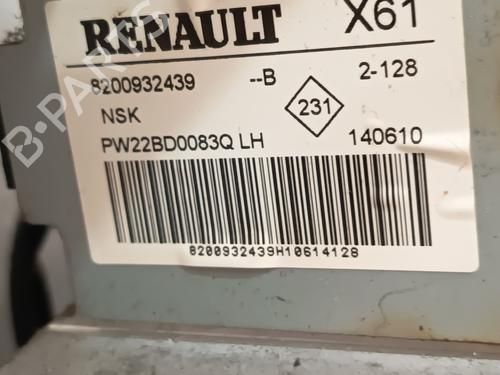 RENAULT X61
8200932439 --B 2-128
NSK 231
PW22BD0083Q LH 140610
8200932439H10614128
B-PARTS